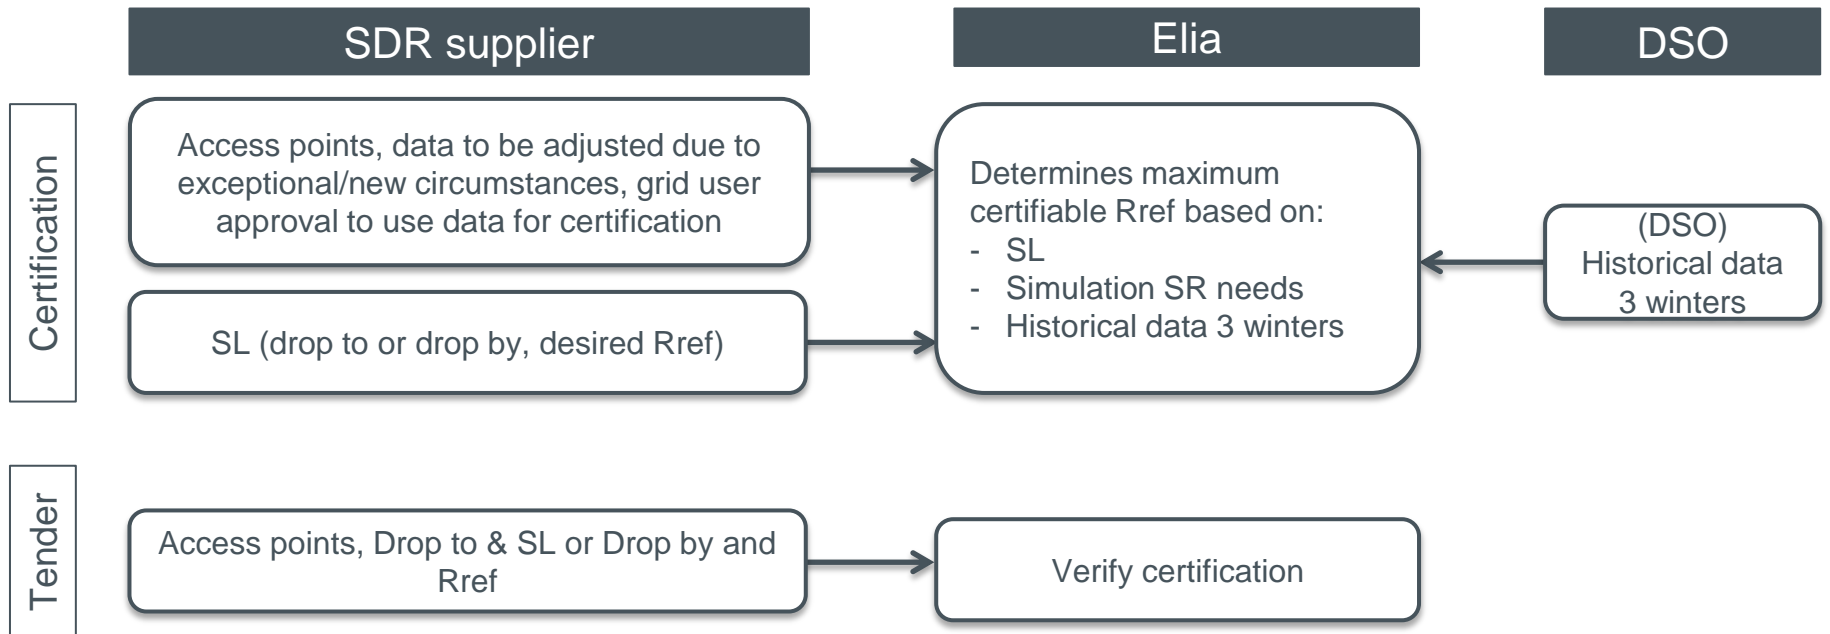 SDR supplier
Elia
DSO
Certification
Access points, data to be adjusted due to
exceptional/new circumstances, grid user
approval to use data for certification
SL (drop to or drop by, desired Rref)
Determines maximum
certifiable Rref based on:
- SL
- Simulation SR needs
- Historical data 3 winters
(DSO)
Historical data
3 winters
Tender
Access points, Drop to & SL or Drop by and
Rref
Verify certification